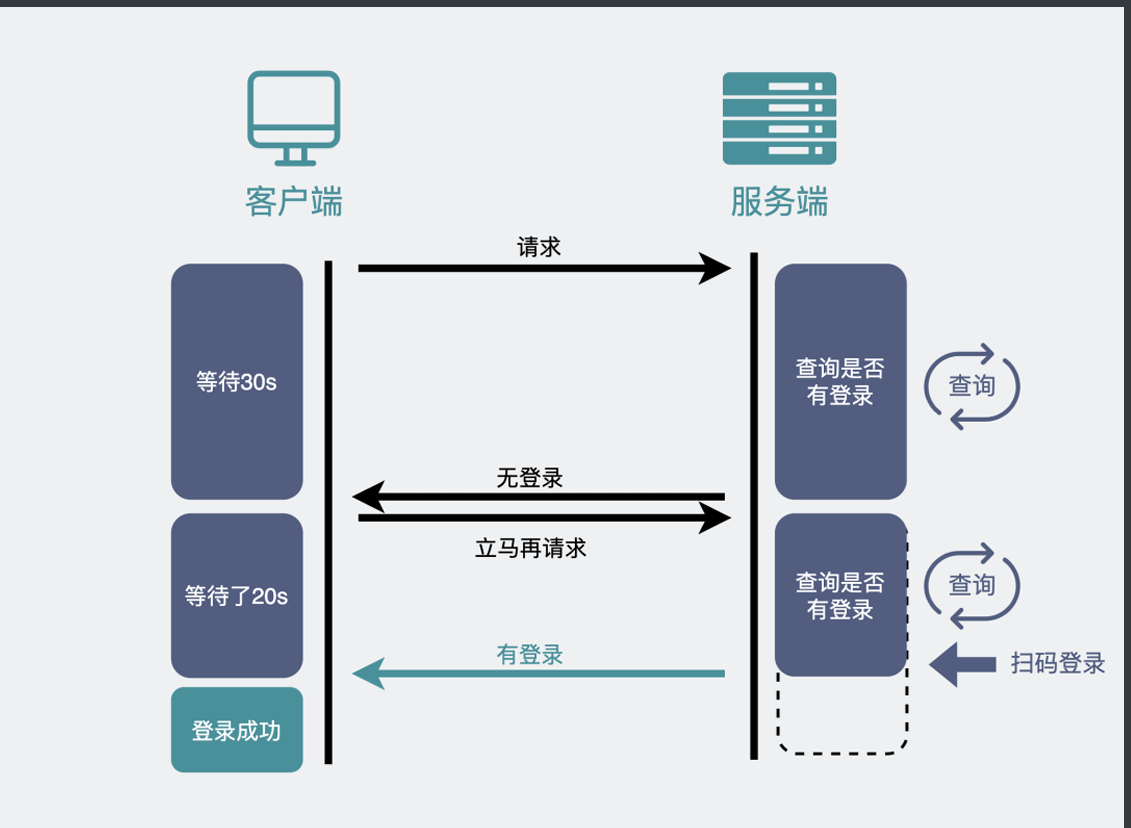 客户端
服务端
请求
等待30s
查询是否
有登录
查询
无登录
立马再请求
等待了20s
查询是否
有登录
查询
有登录
扫码登录
登录成功